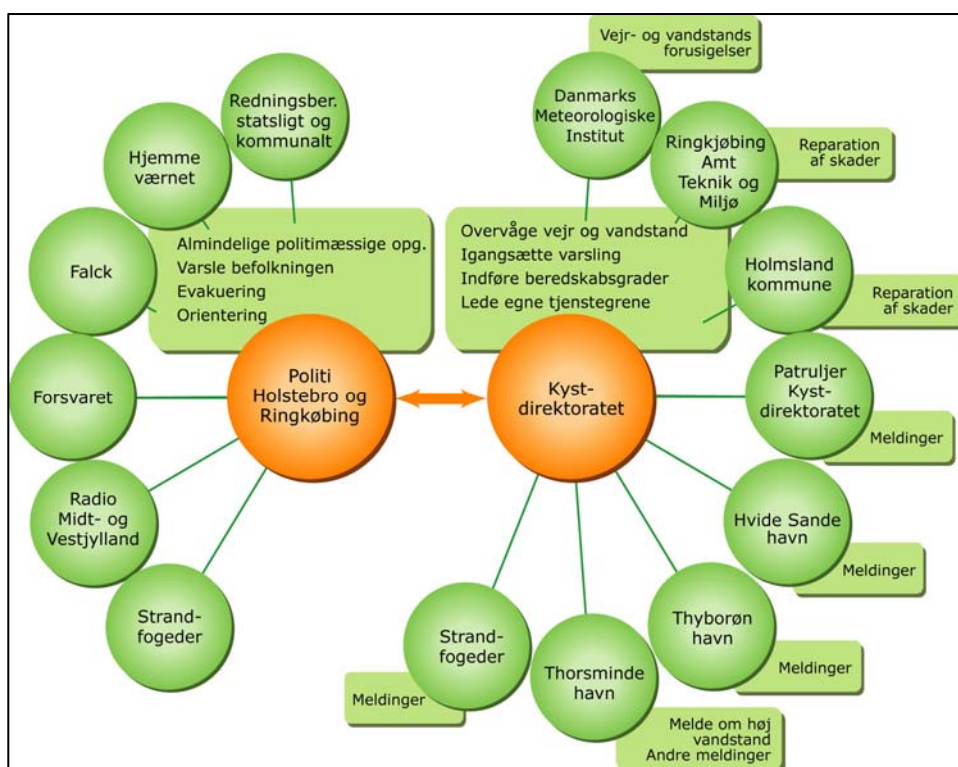 Redningsber.
statsligt og
kommunalt
Hjemme
værnet
Falck
Forsvaret
Radio
Midt- og
Vestjylland
Strand-
fogeder
Almindelige politimæssige opg.
Varsle befolkningen
Evakuering
Orientering
Politi
Holstebro og
Ringkøbing
Kyst-
direktoratet
Overvåge vejr og vandstand
Igangsætte varsling
Indføre beredskabsgrader
Lede egne tjenstegrene
Vejr- og vandstands
forusigelser
Danmarks
Meteorologiske
Institut
Ringkjøbing
Amt
Teknik og
Miljø
Reparation
af skader
Holmsland
kommune
Reparation
af skader
Patruljer
Kyst-
direktoratet
Meldinger
Hvide Sande
havn
Meldinger
Thyborøn
havn
Meldinger
Thorsminde
havn
Melde om høj
vandstand
Andre meldinger
Strand-
fogeder
Meldinger